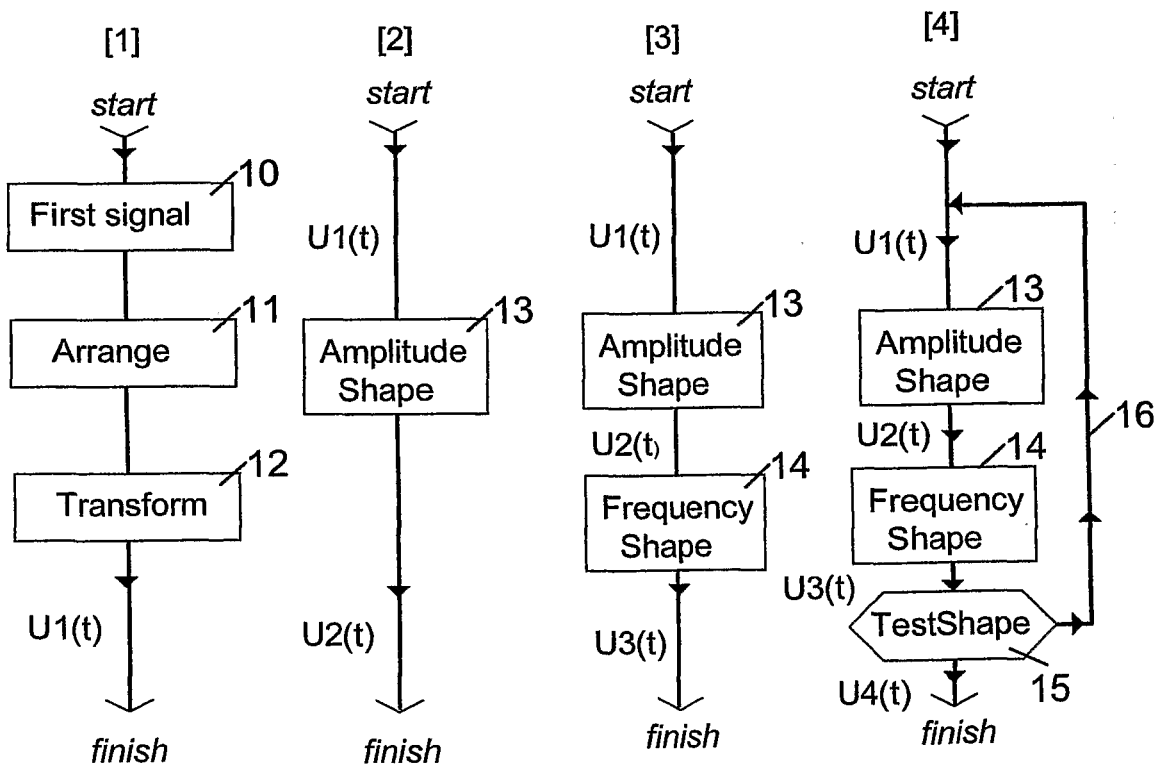 [1]
start
10
First signal
11
Arrange
12
Transform
U1(t)
finish
[2]
start
U1(t)
13
Amplitude
Shape
U2(t)
finish
[3]
start
U1(t)
13
Amplitude
Shape
U2(t)
14
Frequency
Shape
U3(t)
finish
[4]
start
U1(t)
13
Amplitude
Shape
16
U2(t)
14
Frequency
Shape
U3(t)
TestShape
15
U4(t)
finish